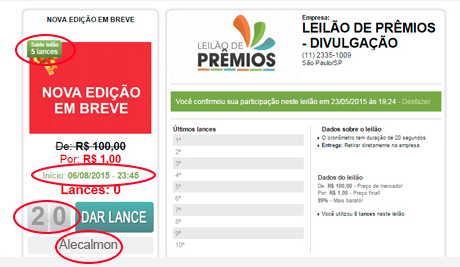 NOVA EDIÇÃO EM BREVE
Saldo leilão
5 lances
NOVA EDIÇÃO
EM BREVE
De: R$ 100,00
Por: R$ 1,00
Início: 06/08/2015 - 23:45
Lances: 0
20
DAR LANCE
Alecalmon
LEILÃO DE
PRÊMIOS
Empresa:
LEILÃO DE PRÊMIOS
- DIVULGAÇÃO
(11) 2335-1009
São Paulo/SP
Você confirmou sua participação neste leilão em 23/05/2015 às 19:24 - Desfazer
Últimos lances
1º
2º
3º
4º
5º
6º
7º
8º
9º
10º
Dados sobre o leilão
O cronômetro tem duração de 20 segundos.
Entrega: Retirar diretamente na empresa.
Dados do leilão
De: R$ 100,00 - Preço de mercado!
Por: R$ 1,00 - Preço final!
99% - Mais barato!
Você utilizou 0 lances neste leilão.